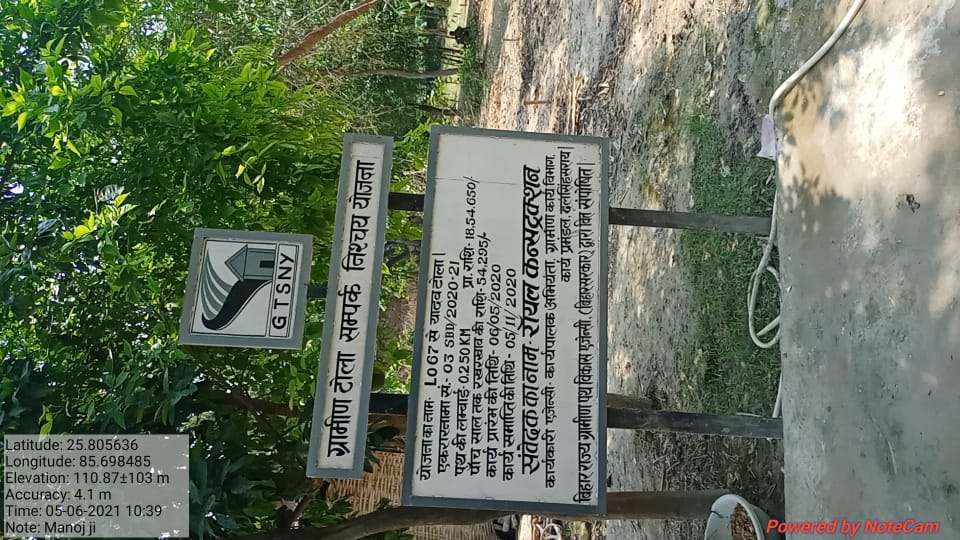 GTSNY
ग्रामीण टोला सम्पर्क निश्चय योजना
योजना का नाम- L067 से यादव टोला।
एकरारनामा सं.- 03 SBD/2020-21
पथ की लम्बाई- 0.250KM प्रा. राशि- 18.54.650/-
पाँच साल तक रखरखाव की राशि- 54.295/-
कार्य प्रारंभ की तिथि- 06/05/2020
कार्य समाप्ति की तिथि- 05/11/2020
संवेदक का नाम- रोयल कन्सट्रक्शन
कार्यकारी एजेन्सी- कार्यपालक अभियंता, ग्रामीण कार्य विभाग,
कार्य प्रमंडल, दलसिंहसराय।
बिहार राज्य ग्रामीण पथ विकास एजेन्सी (बिहार सरकार) द्वारा वित्त संपोषित।
Latitude: 25.805636
Longitude: 85.698485
Elevation: 110.87±103 m
Accuracy: 4.1 m
Time: 05-06-2021 10:39
Note: Manoj ji
Powered by NoteCam